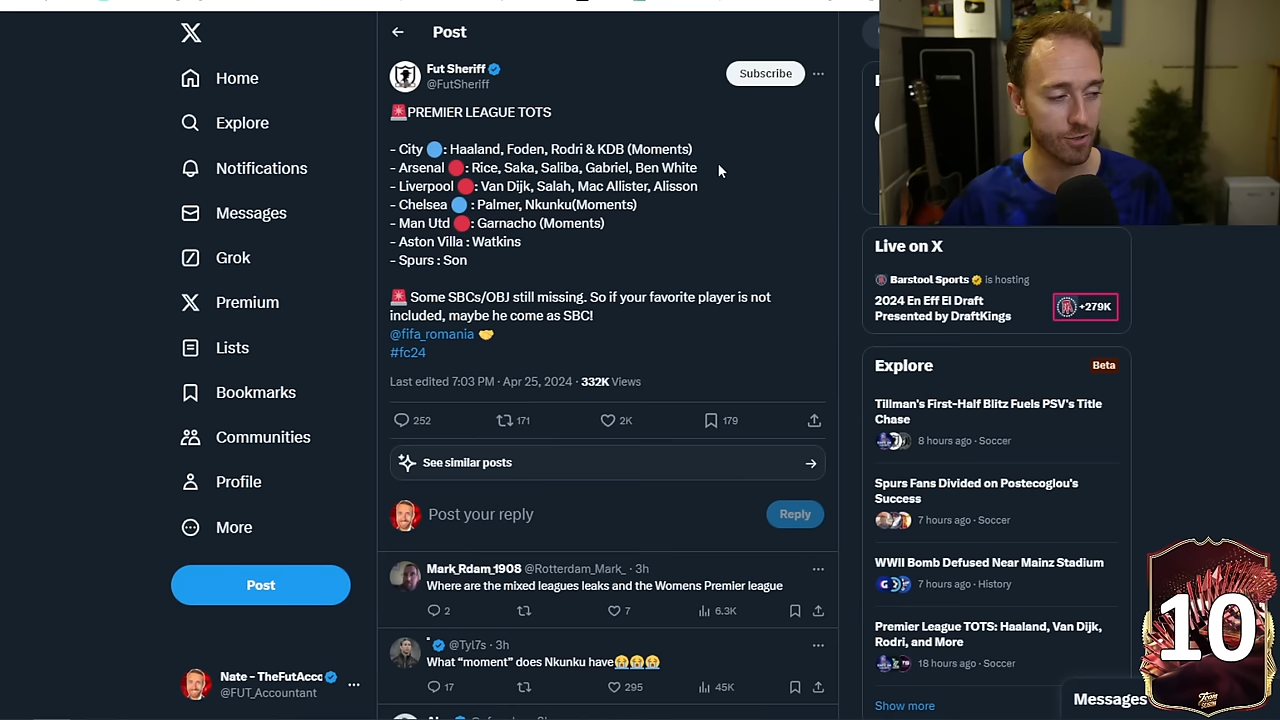 Home
Explore
Notifications
Messages
Grok
Premium
Lists
Bookmarks
Communities
Profile
More
Post
Nate - TheFutAccc
@FUT_Accountant
Post
Fut Sheriff
@FutSheriff
Subscribe
🚨PREMIER LEAGUE TOTS
- City 🔵: Haaland, Foden, Rodri & KDB (Moments)
- Arsenal 🔴: Rice, Saka, Saliba, Gabriel, Ben White
- Liverpool 🔴: Van Dijk, Salah, Mac Allister, Alisson
- Chelsea 🔵 : Palmer, Nkunku(Moments)
- Man Utd 🔴: Garnacho (Moments)
- Aston Villa : Watkins
- Spurs : Son
🚨 Some SBCs/OBJ still missing. So if your favorite player is not
included, maybe he come as SBC!
@fifa_romania 🤝
#fc24
Last edited 7:03 PM · Apr 25, 2024 · 332K Views
252 171 2K 179
See similar posts
Post your reply
Reply
Mark_Rdam_1908 @Rotterdam_Mark_ · 3h
Where are the mixed leagues leaks and the Womens Premier league
2 7 6.3K
@Tyl7s · 3h
What “moment” does Nkunku have😭😭😭
17 295 45K
Live on X
Barstool Sports is hosting
2024 En Eff El Draft
Presented by DraftKings
+279K
Explore
Beta
Tillman's First-Half Blitz Fuels PSV's Title
Chase
8 hours ago · Soccer
Spurs Fans Divided on Postecoglou's
Success
7 hours ago · Soccer
WWII Bomb Defused Near Mainz Stadium
7 hours ago · History
Premier League TOTS: Haaland, Van Dijk,
Rodri, and More
18 hours ago · Soccer
Show more
Messages
10